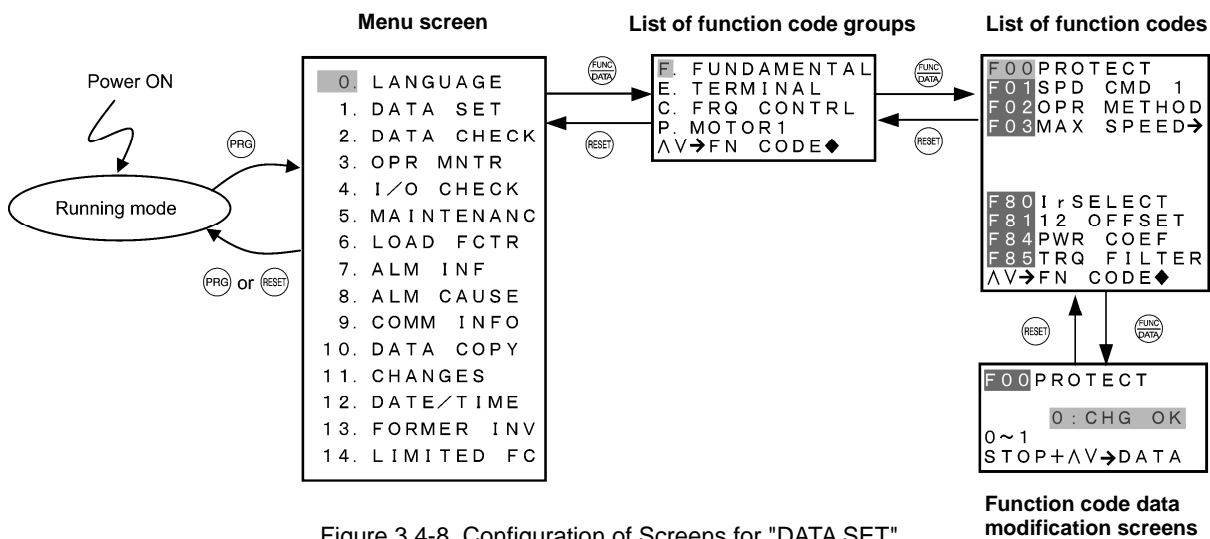 Menu screen
List of function code groups
List of function codes
Power ON
PRG
Running mode
PRG or RESET
0. LANGUAGE
1. DATA SET
2. DATA CHECK
3. OPR MNTR
4. I/O CHECK
5. MAINTENANC
6. LOAD FCTR
7. ALM INF
8. ALM CAUSE
9. COMM INFO
10. DATA COPY
11. CHANGES
12. DATE/TIME
13. FORMER INV
14. LIMITED FC
FUNC
DATA
RESET
F. FUNDAMENTAL
E. TERMINAL
C. FRQ CONTRL
P. MOTOR1
∧∨→FN CODE◆
FUNC
DATA
RESET
F00PROTECT
F01SPD CMD 1
F02OPR METHOD
F03MAX SPEED→
F80IrSELECT
F8112 OFFSET
F84PWR COEF
F85TRQ FILTER
∧∨→FN CODE◆
RESET
FUNC
DATA
F00PROTECT
0:CHG OK
0~1
STOP+∧∨→DATA
Function code data
modification screens
Figure 3.4-8 Configuration of Screens for "DATA SET"